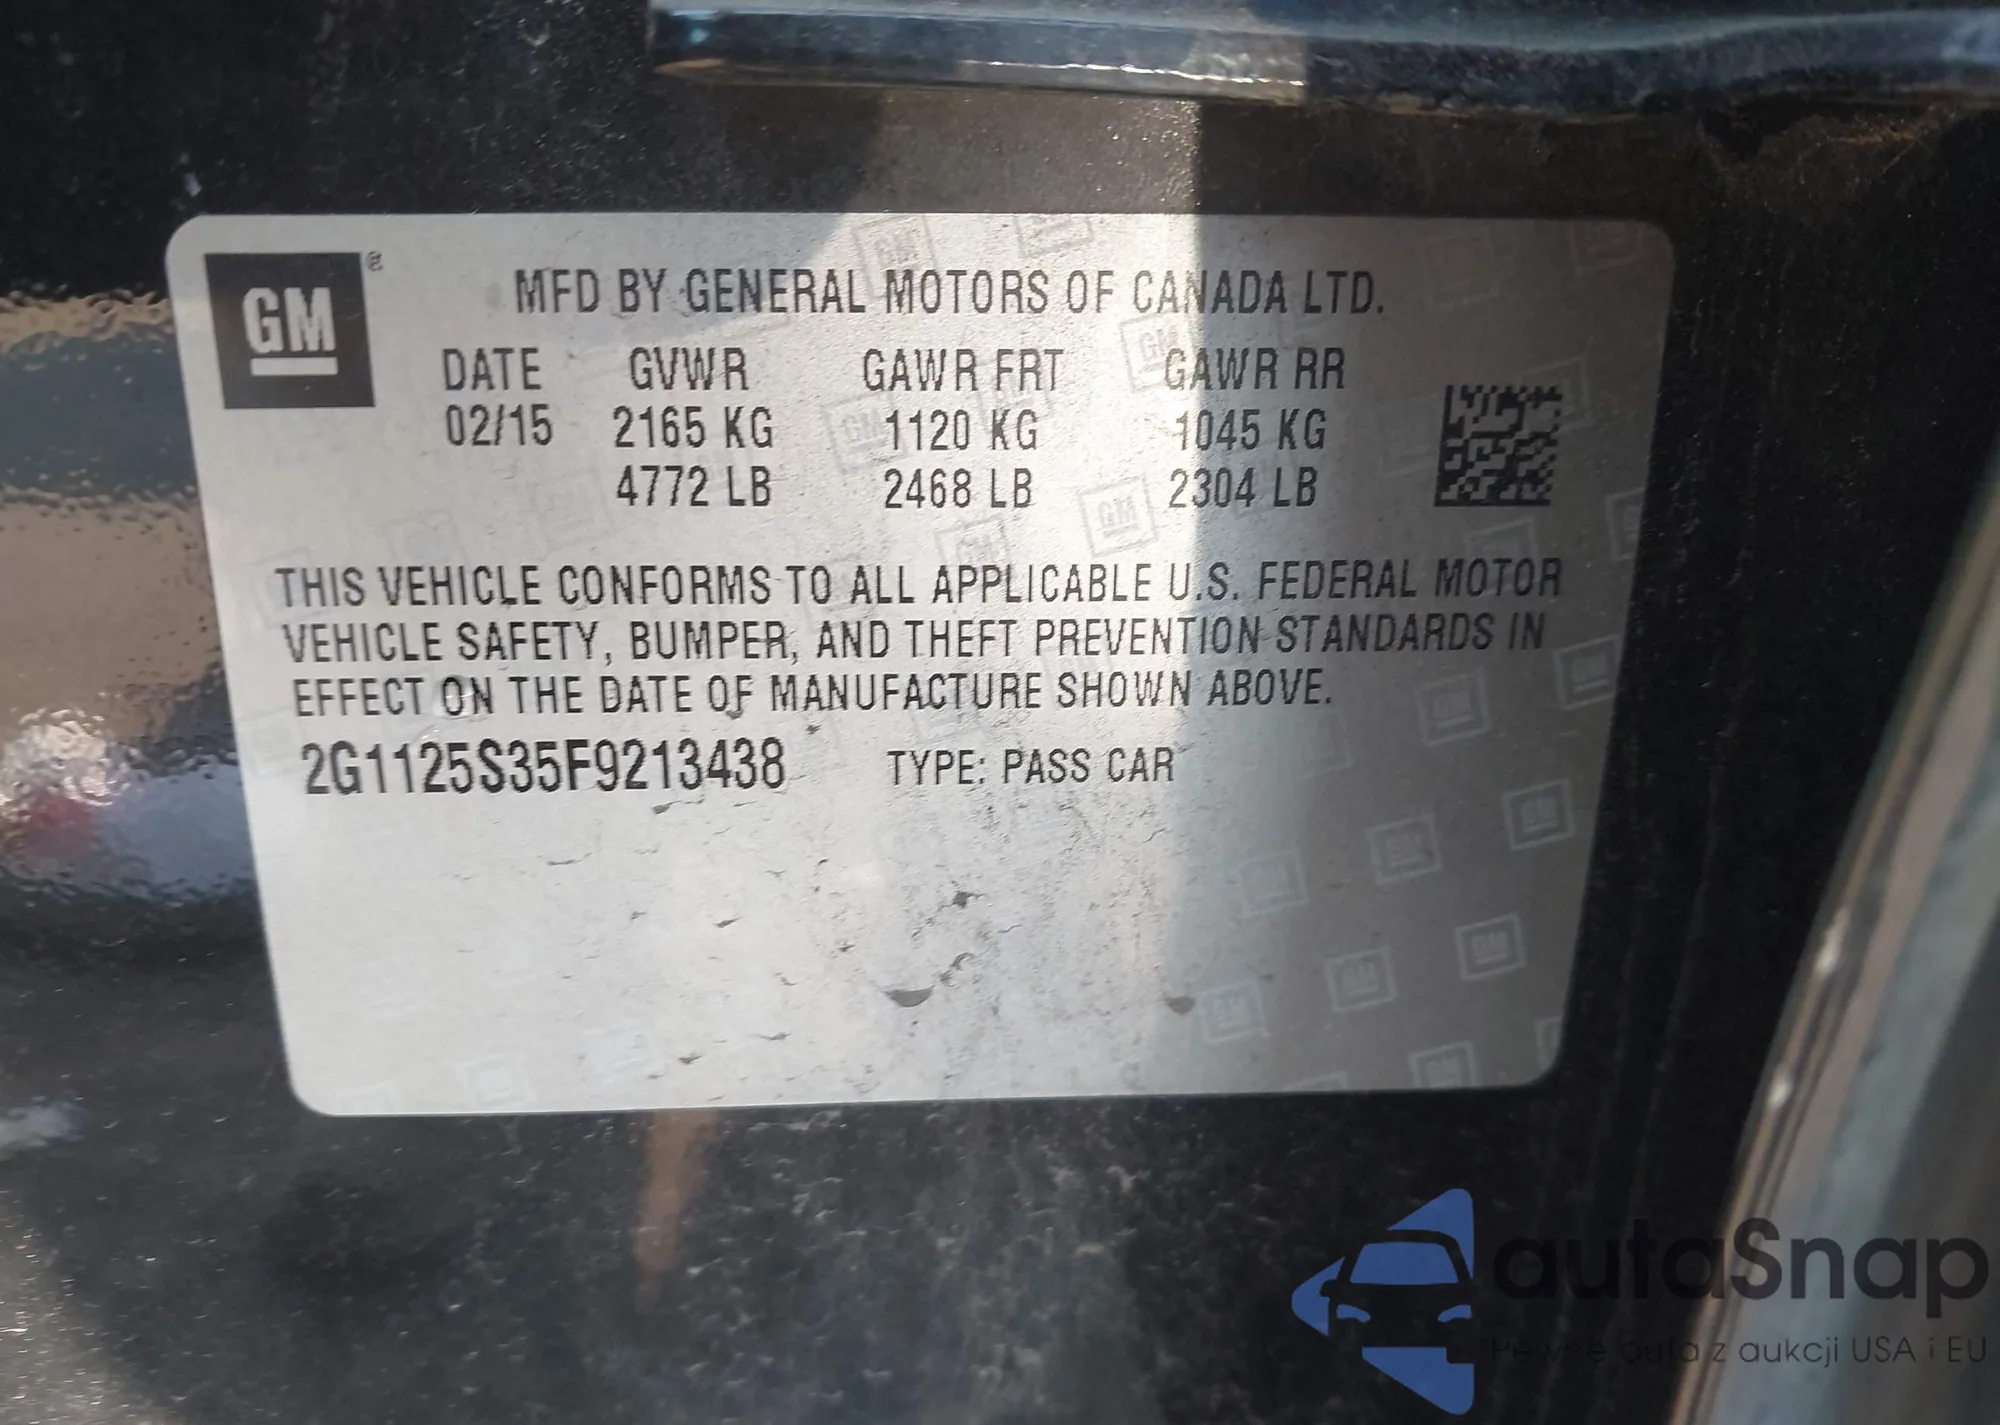 GM
MFD BY GENERAL MOTORS OF CANADA LTD.
DATE GVWR GAWR FRT GAWR RR
02/15 2165 KG 1120 KG 1045 KG
4772 LB 2468 LB 2304 LB
THIS VEHICLE CONFORMS TO ALL APPLICABLE U.S. FEDERAL MOTOR
VEHICLE SAFETY, BUMPER, AND THEFT PREVENTION STANDARDS IN
EFFECT ON THE DATE OF MANUFACTURE SHOWN ABOVE.
2G1125S35F9213438 TYPE: PASS CAR
autaSnap
Pewne auta z aukcji USA i EU